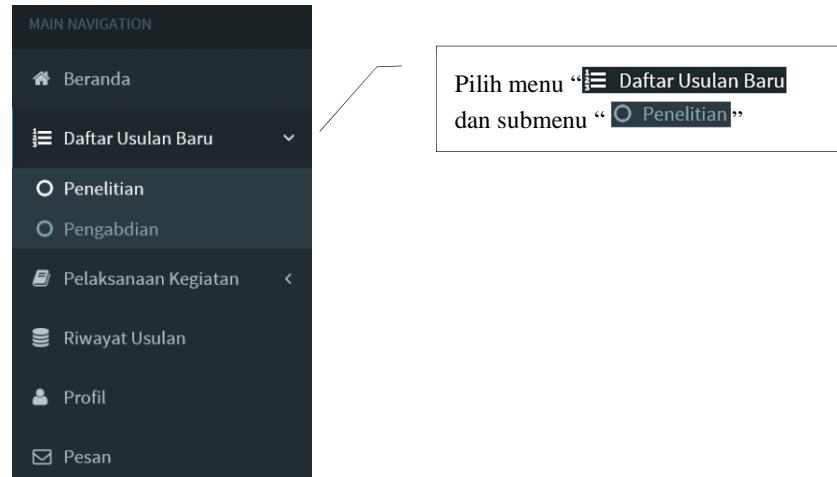 MAIN NAVIGATION
Beranda
Daftar Usulan Baru
Penelitian
Pengabdian
Pelaksanaan Kegiatan
Riwayat Usulan
Profil
Pesan
Pilih menu “ Daftar Usulan Baru
dan submenu “ Penelitian”